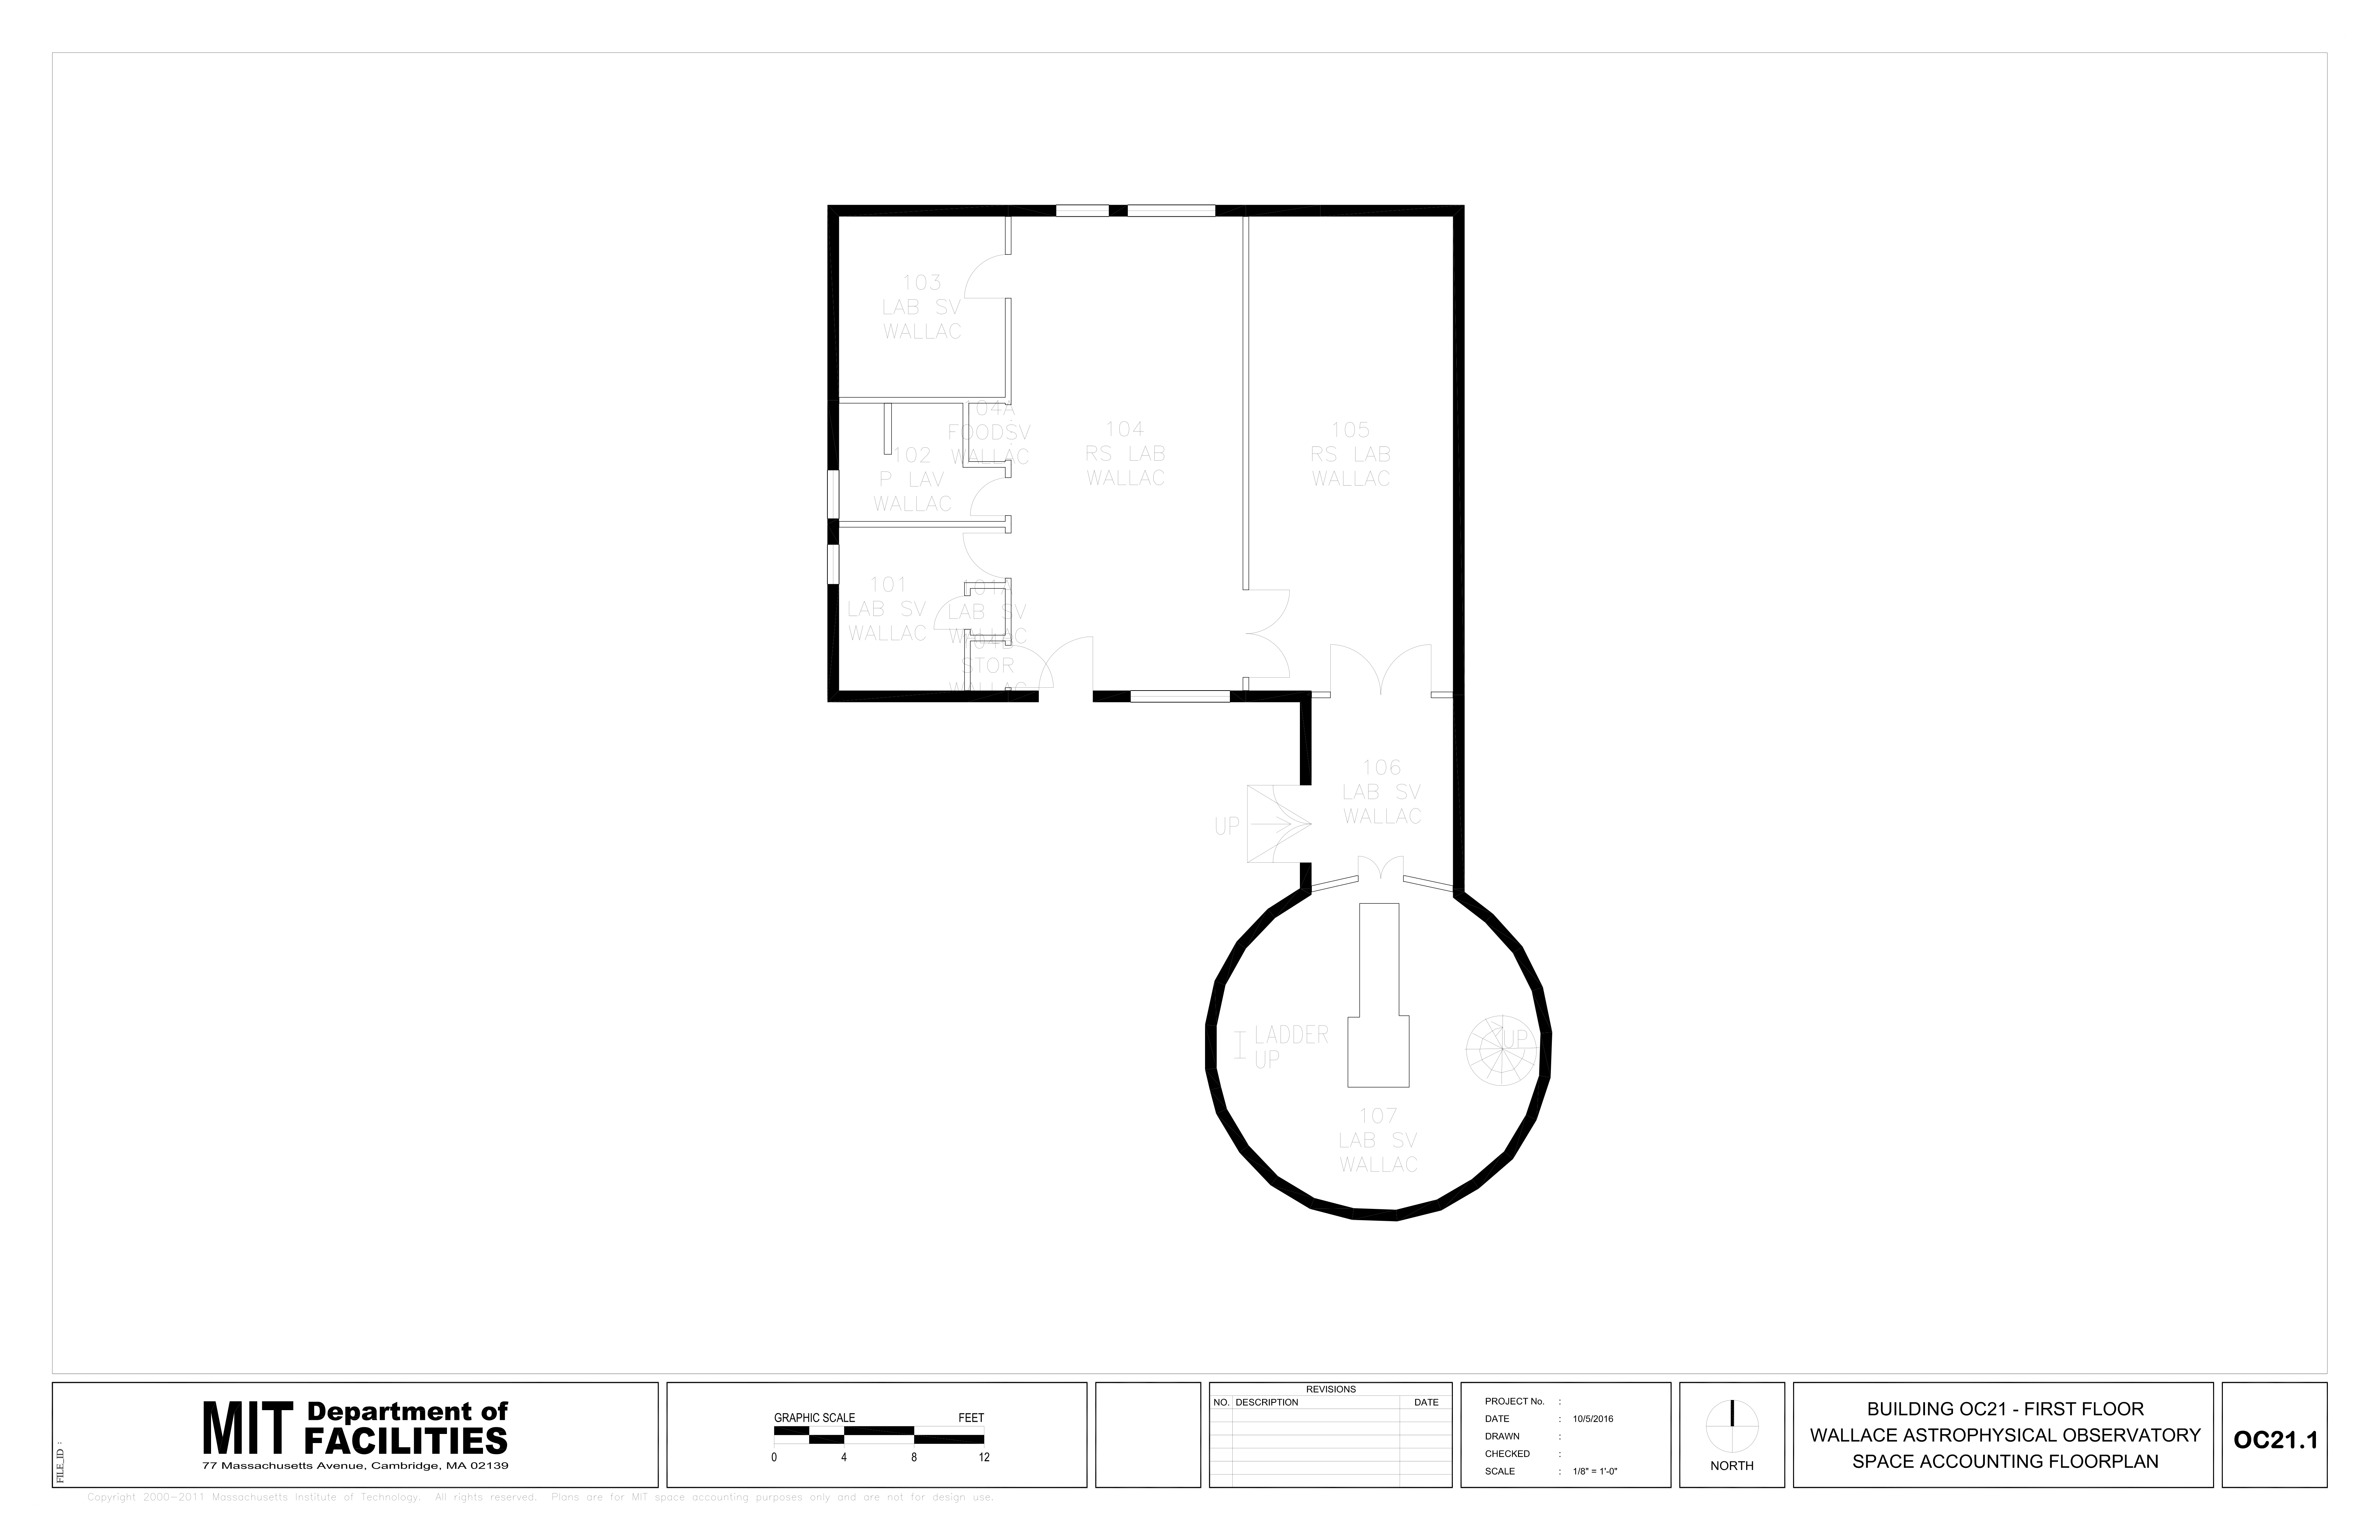 103
LAB SV
WALLAC
104A
FOODSV
WALLAC
102
P LAV
WALLAC
104
RS LAB
WALLAC
105
RS LAB
WALLAC
101
LAB SV
WALLAC
101A
LAB SV
WALLAC
104B
STOR
WALLAC
106
LAB SV
WALLAC
UP
LADDER
UP
UP
107
LAB SV
WALLAC
FILE_ID :
MIT Department of
FACILITIES
77 Massachusetts Avenue, Cambridge, MA 02139
GRAPHIC SCALE FEET
0 4 8 12
REVISIONS
NO. DESCRIPTION DATE
PROJECT No. :
DATE : 10/5/2016
DRAWN :
CHECKED :
SCALE : 1/8" = 1'-0"
NORTH
BUILDING OC21 - FIRST FLOOR
WALLACE ASTROPHYSICAL OBSERVATORY
SPACE ACCOUNTING FLOORPLAN
OC21.1
Copyright 2000-2011 Massachusetts Institute of Technology. All rights reserved. Plans are for MIT space accounting purposes only and are not for design use.